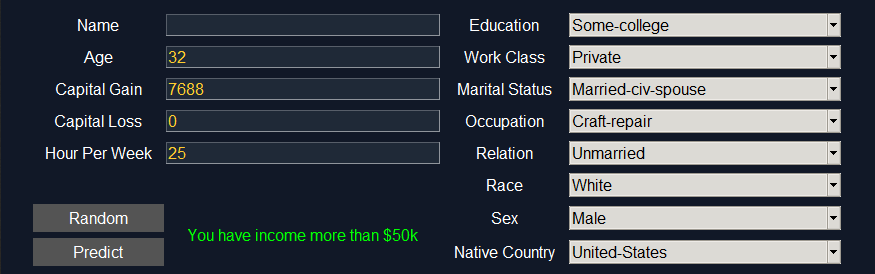 Name
Education Some-college
Age 32
Work Class Private
Capital Gain 7688
Marital Status Married-civ-spouse
Capital Loss 0
Occupation Craft-repair
Hour Per Week 25
Relation Unmarried
Race White
Random
Sex Male
You have income more than $50k
Predict
Native Country United-States